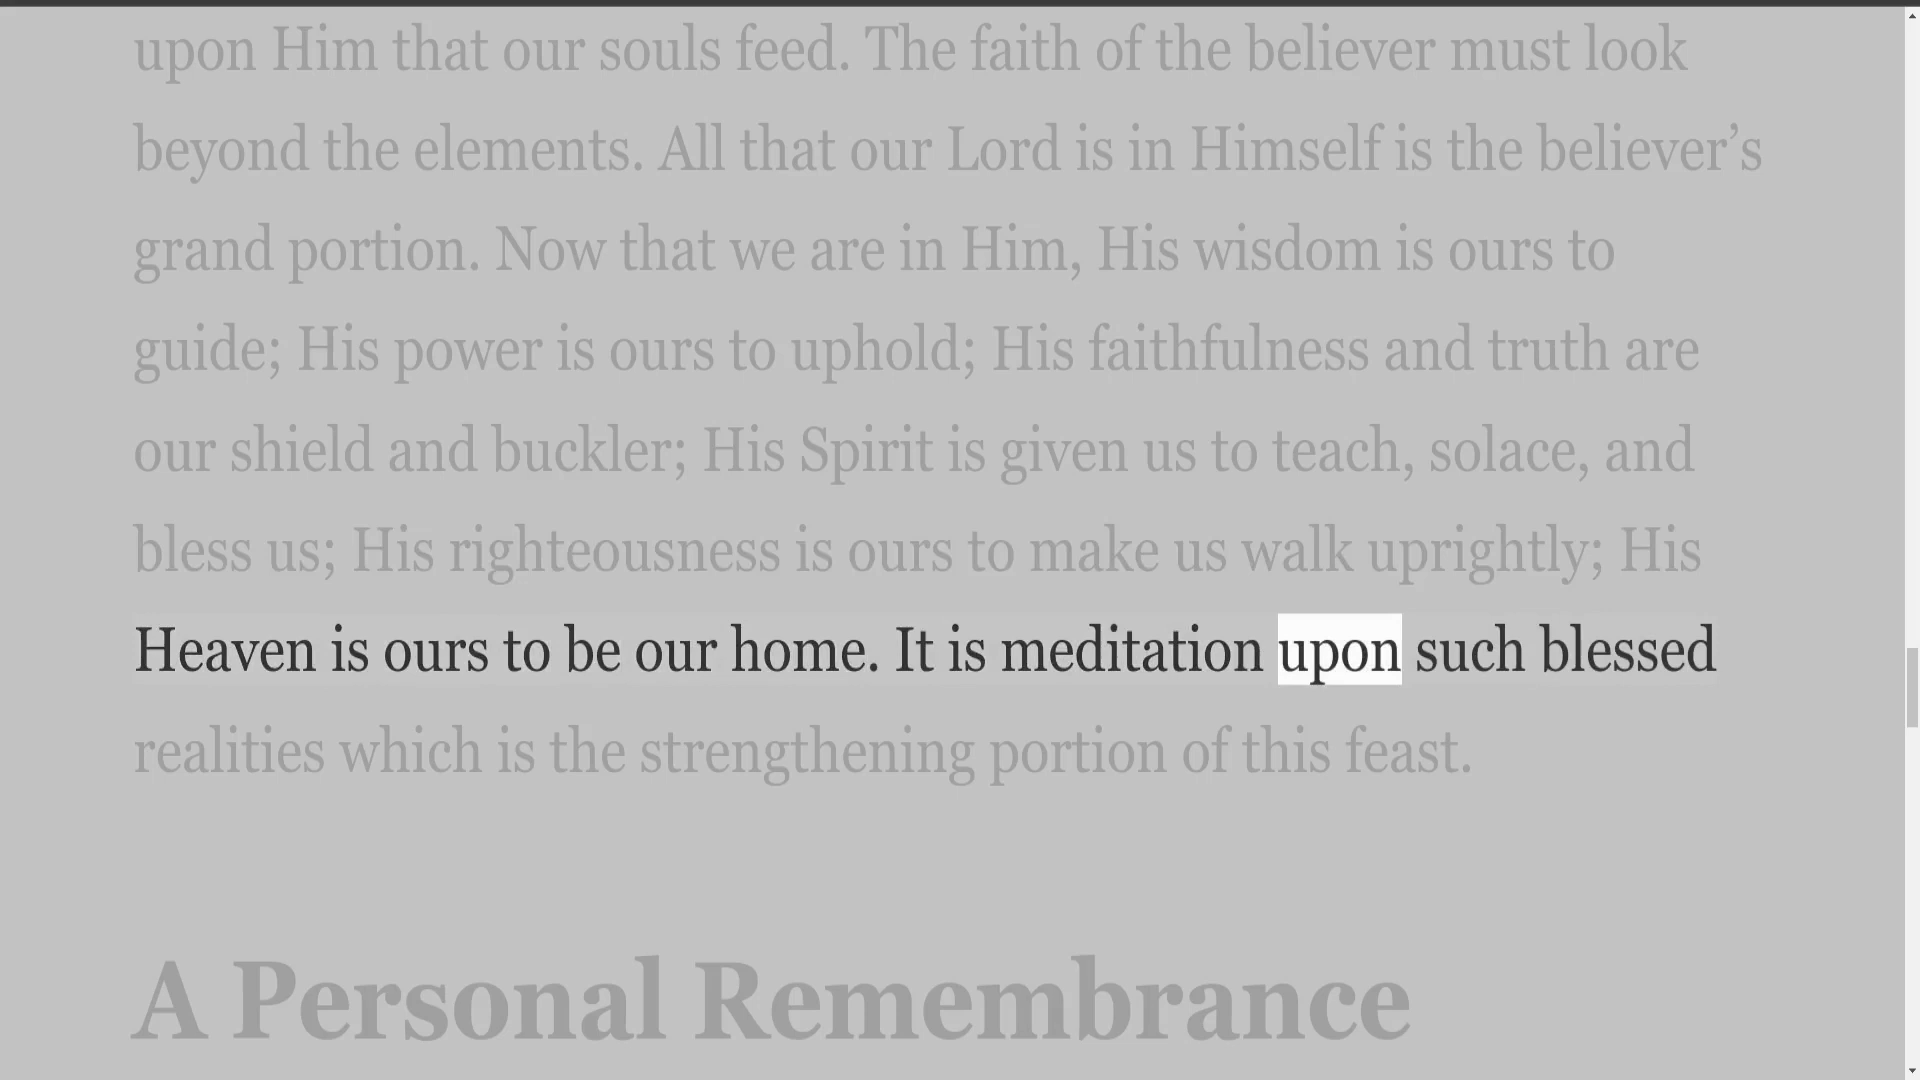 upon Him that our souls feed. The faith of the believer must look
beyond the elements. All that our Lord is in Himself is the believer’s
grand portion. Now that we are in Him, His wisdom is ours to
guide; His power is ours to uphold; His faithfulness and truth are
our shield and buckler; His Spirit is given us to teach, solace, and
bless us; His righteousness is ours to make us walk uprightly; His
Heaven is ours to be our home. It is meditation upon such blessed
realities which is the strengthening portion of this feast.
A Personal Remembrance